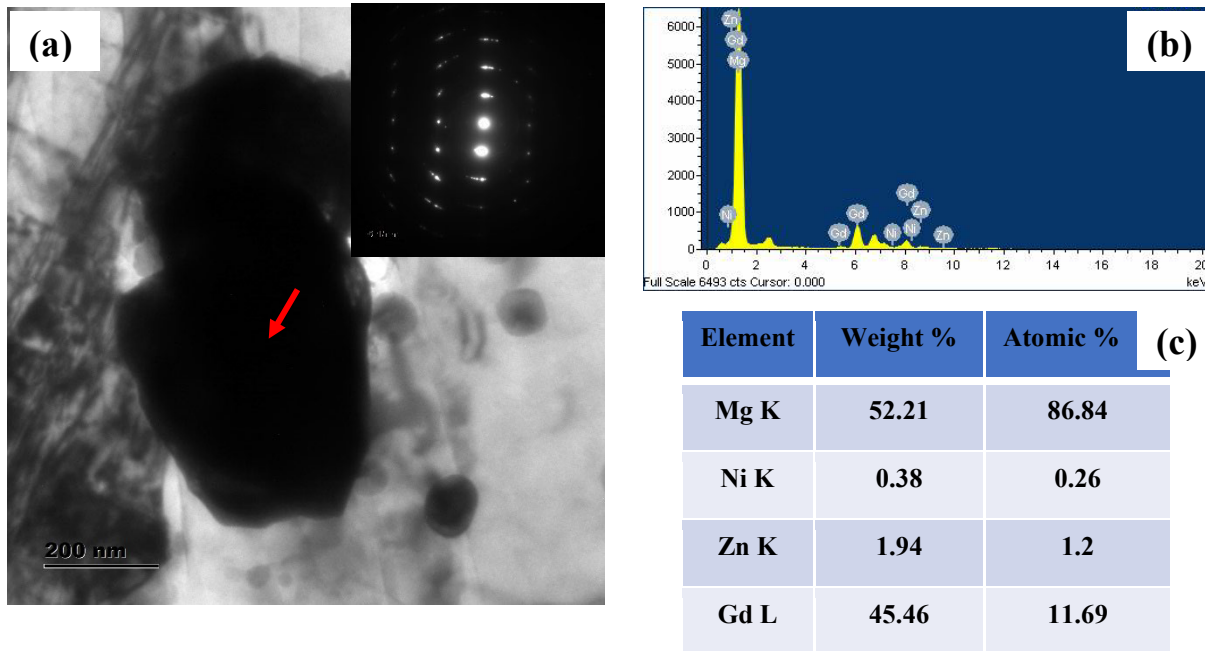 (a)
200 nm
(b)
6000
5000
4000
3000
2000
1000
0
Zn
Gd
Mg
Ni
Gd
Gd
Ni
Gd
Ni
Zn
Zn
0 2 4 6 8 10 12 14 16 18 20
Full Scale 6493 cts Cursor: 0.000 keV
(c)
Element Weight % Atomic %
Mg K 52.21 86.84
Ni K 0.38 0.26
Zn K 1.94 1.2
Gd L 45.46 11.69